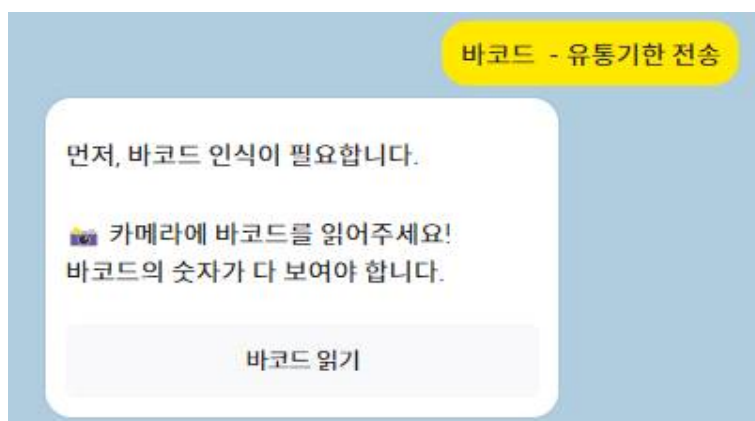 바코드 - 유통기한 전송
먼저, 바코드 인식이 필요합니다.
📸 카메라에 바코드를 읽어주세요!
바코드의 숫자가 다 보여야 합니다.
바코드 읽기